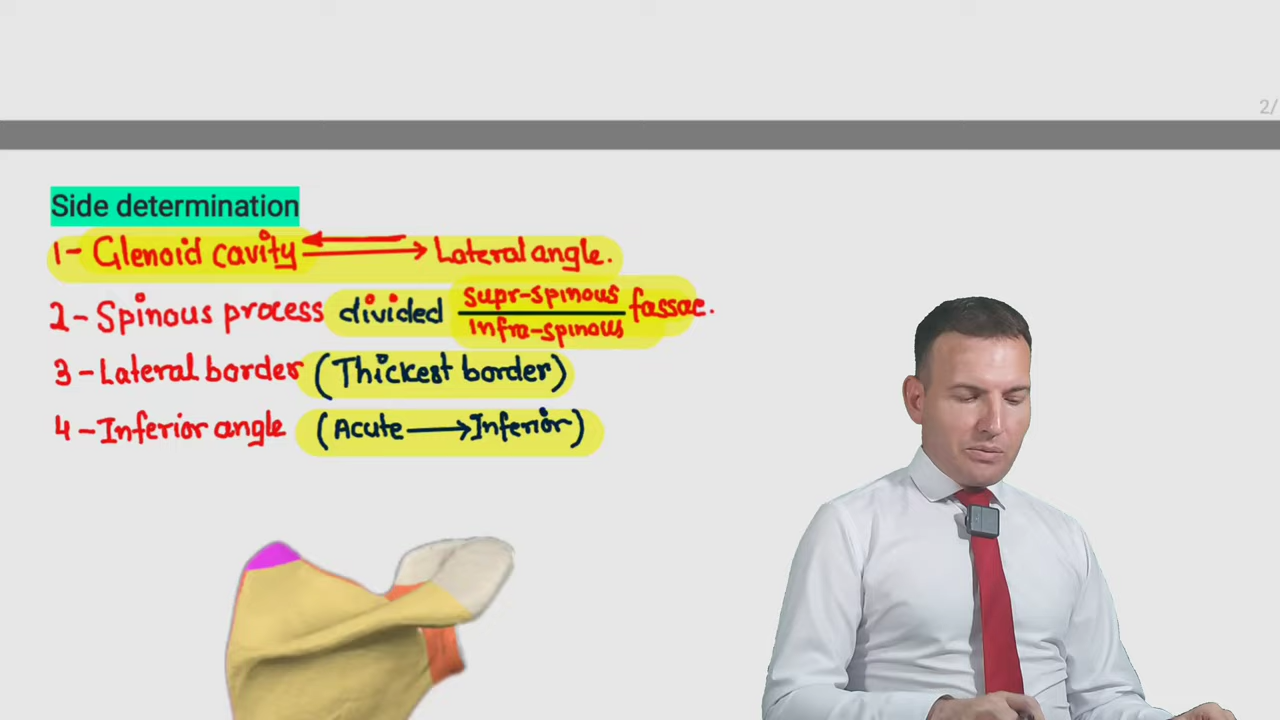 2/
Side determination
1- Glenoid cavity ⟵⟶ Lateral angle.
2- Spinous process divided supr-spinous / infra-spinous fassae.
3 - Lateral border (Thickest border)
4 - Inferior angle (Acute ⟶ Inferior)